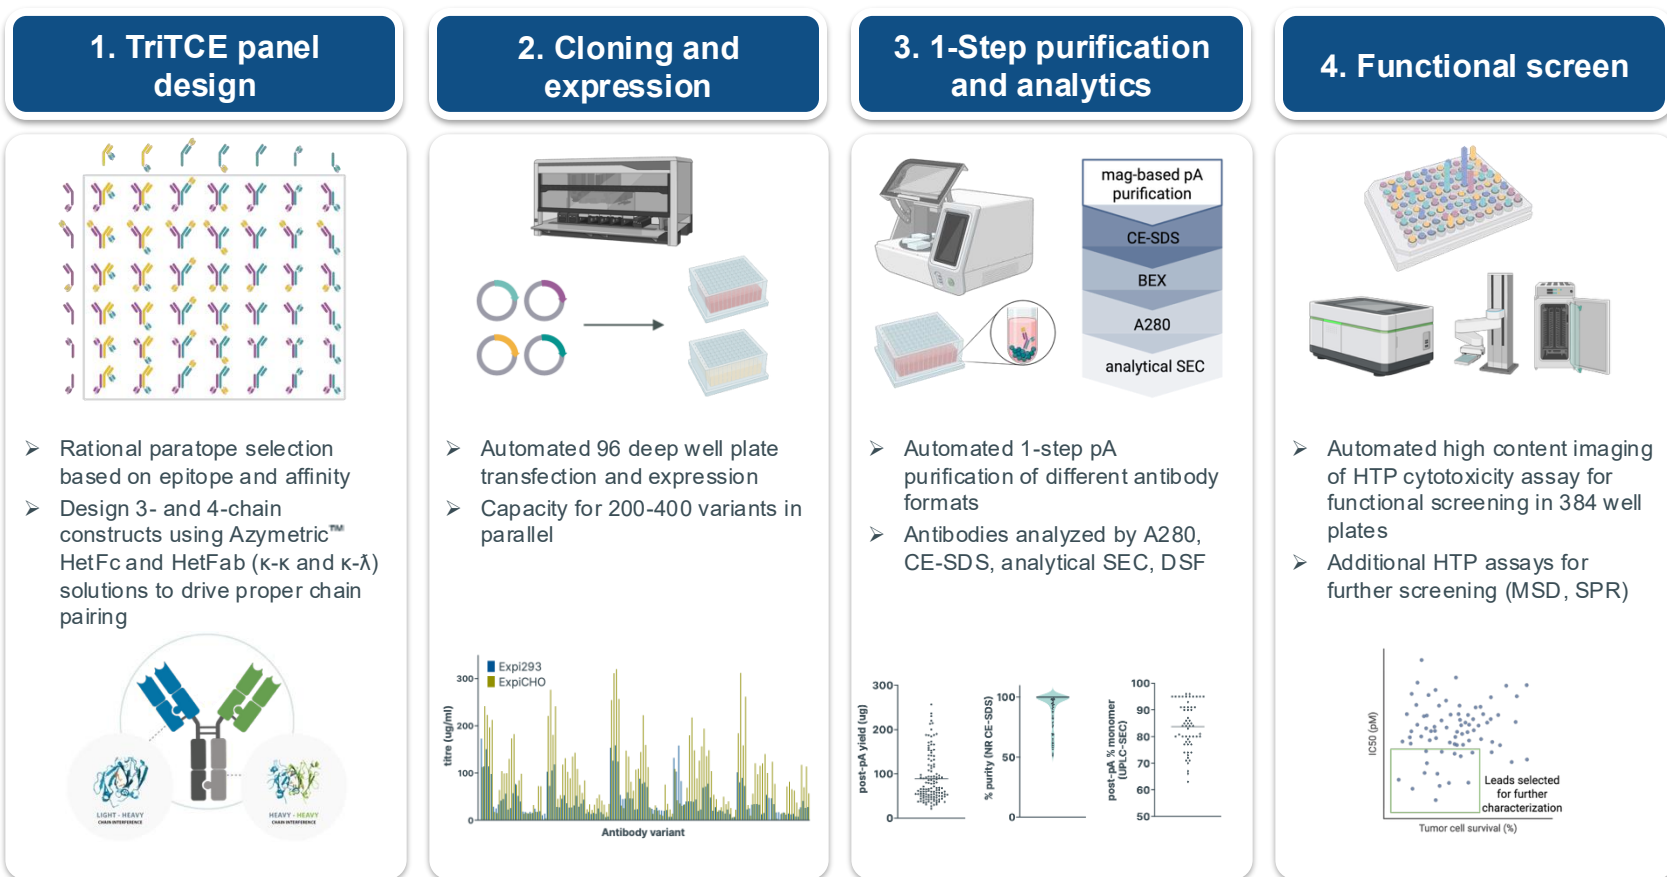 1. TriTCE panel
design
2. Cloning and
expression
3. 1-Step purification
and analytics
4. Functional screen
➢ Rational paratope selection
based on epitope and affinity
➢ Design 3- and 4-chain
constructs using Azymetric™
HetFc and HetFab (κ-κ and κ-ƛ)
solutions to drive proper chain
pairing
LIGHT - HEAVY
CHAIN INTERFERENCE
HEAVY - HEAVY
CHAIN INTERFERENCE
➢ Automated 96 deep well plate
transfection and expression
➢ Capacity for 200-400 variants in
parallel
Expi293
ExpiCHO
titre (ug/ml)
300
200
100
0
Antibody variant
mag-based pA
purification
CE-SDS
BEX
A280
analytical SEC
➢ Automated 1-step pA
purification of different antibody
formats
➢ Antibodies analyzed by A280,
CE-SDS, analytical SEC, DSF
post-pA yield (ug)
300
200
100
0
% purity (NR CE-SDS)
100
50
0
post-pA % monomer
(UPLC-SEC)
100
90
80
70
60
50
➢ Automated high content imaging
of HTP cytotoxicity assay for
functional screening in 384 well
plates
➢ Additional HTP assays for
further screening (MSD, SPR)
IC50 (pM)
Leads selected
for further
characterization
Tumor cell survival (%)